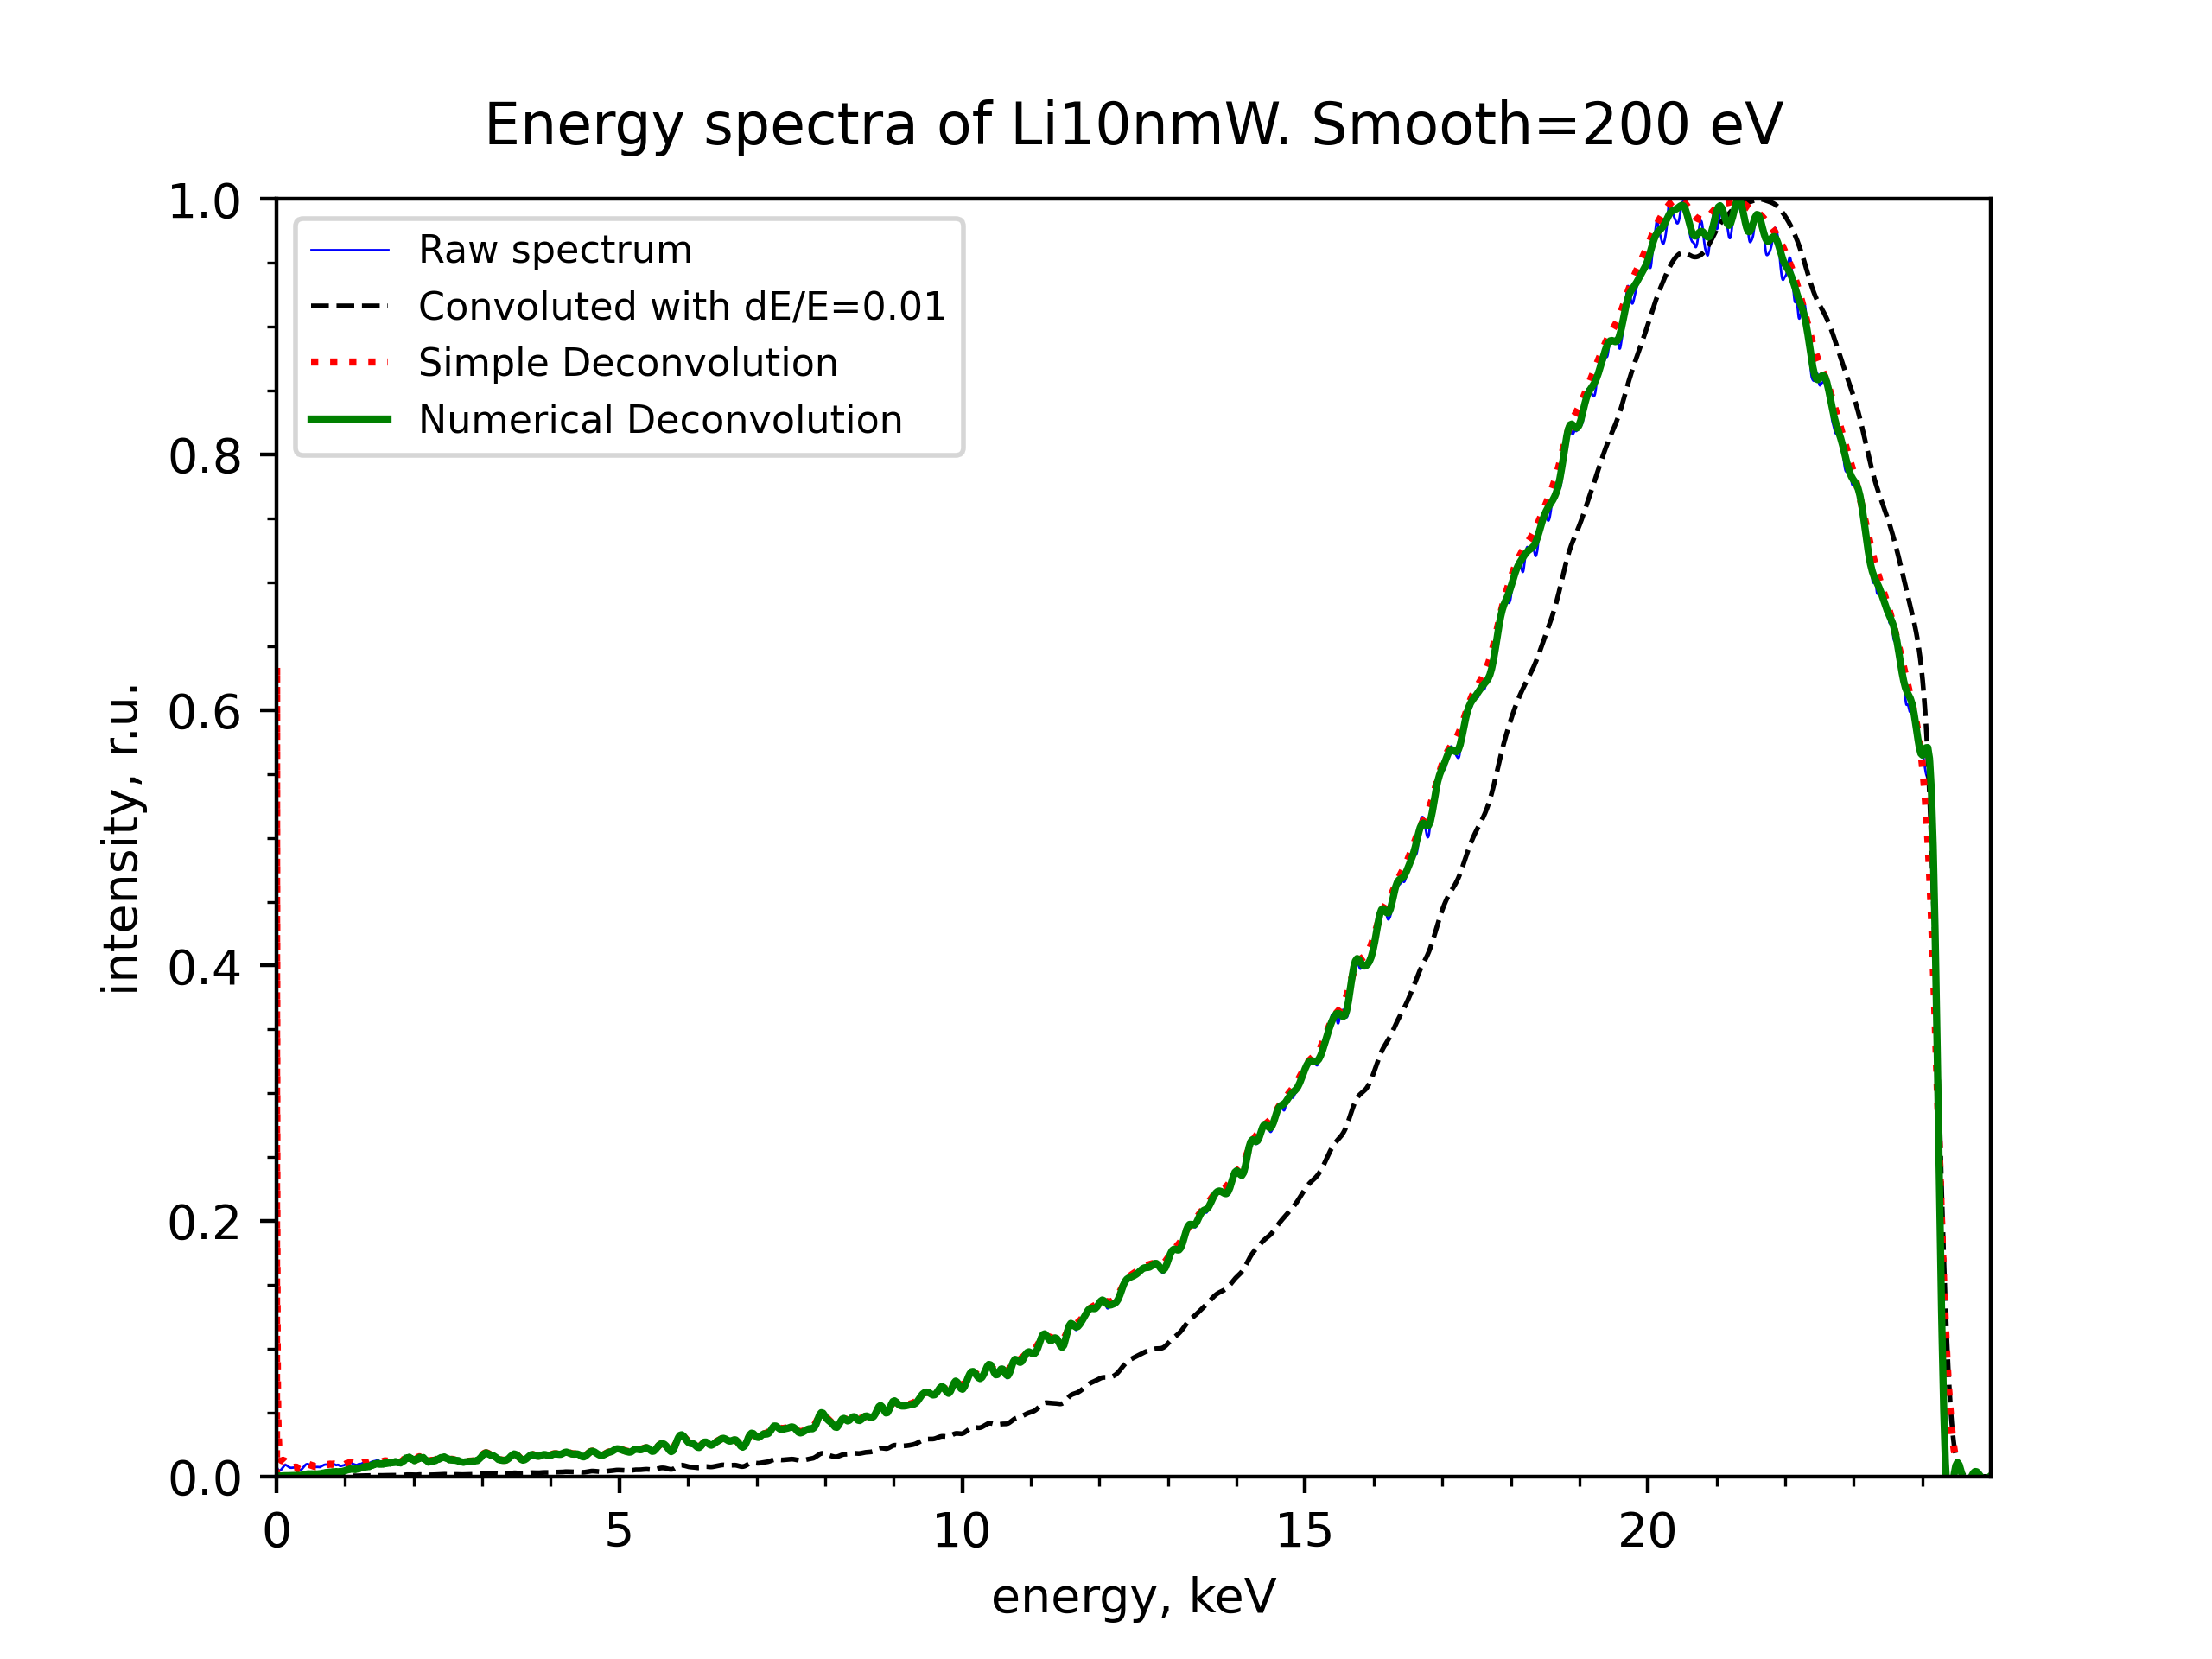 Energy spectra of Li10nmW. Smooth=200 eV
Raw spectrum
Convoluted with dE/E=0.01
Simple Deconvolution
Numerical Deconvolution
intensity, r.u.
1.0
0.8
0.6
0.4
0.2
0.0
0 5 10 15 20
energy, keV